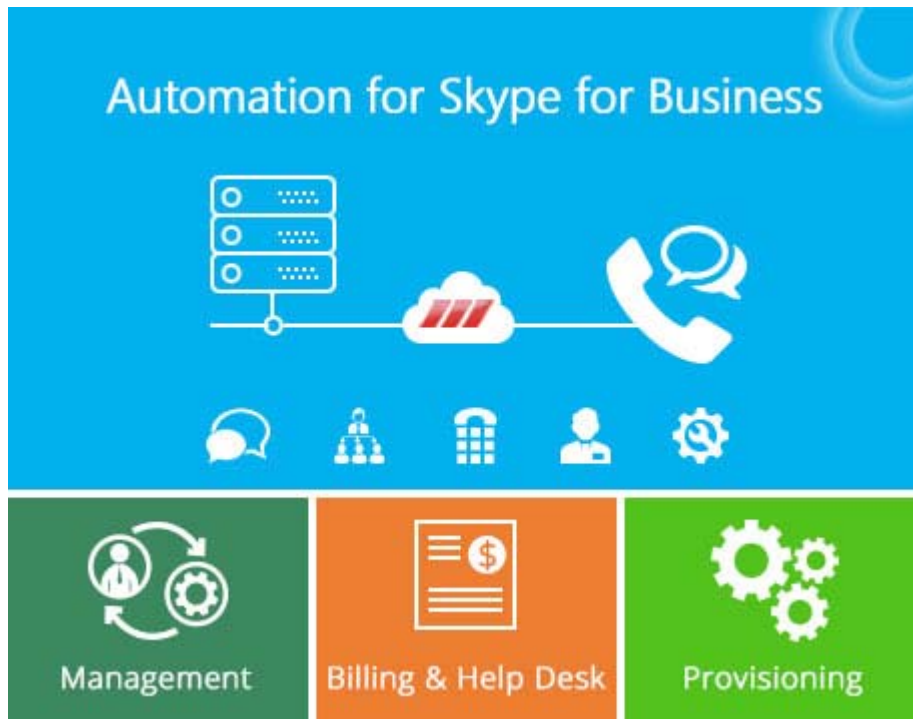 Automation for Skype for Business
Management
Billing & Help Desk
Provisioning